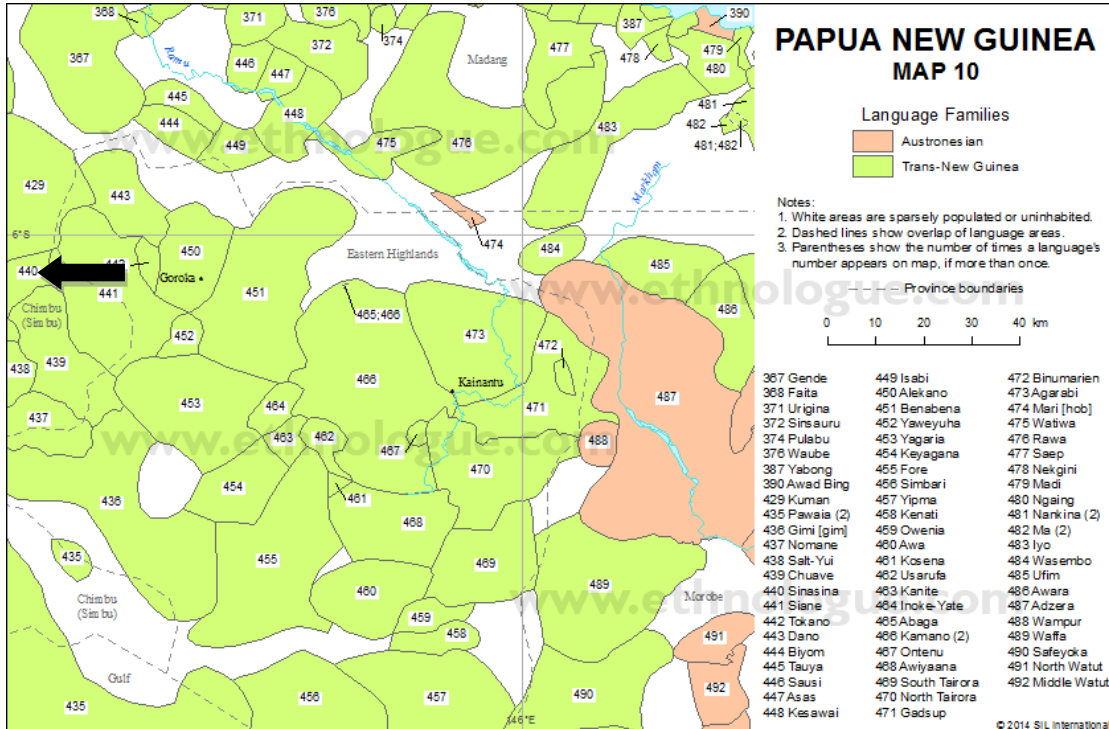 PAPUA NEW GUINEA
MAP 10
Language Families
Austronesian
Trans-New Guinea
Notes:
1. White areas are sparsely populated or uninhabited.
2. Dashed lines show overlap of language areas.
3. Parentheses show the number of times a language's
number appears on map, if more than once.
Province boundaries
0 10 20 30 40 km
367 Gende
368 Faita
371 Urigina
372 Sinsauru
374 Pulabu
376 Waube
387 Yabong
390 Awad Bing
429 Kuman
435 Pawaia (2)
436 Gimi [gim]
437 Nomane
438 Salt-Yui
439 Chuave
440 Sinasina
441 Siane
442 Tokano
443 Dano
444 Biyom
445 Tauya
446 Sausi
447 Asas
448 Kesawai
449 Isabi
450 Alekano
451 Benabena
452 Yaweyuha
453 Yagaria
454 Keyagana
455 Fore
456 Simbari
457 Yipma
458 Kenati
459 Owenia
460 Awa
461 Kosena
462 Usarufa
463 Kanite
464 Inoke-Yate
465 Abaga
466 Kamano (2)
467 Ontenu
468 Awiyaana
469 South Tairora
470 North Tairora
471 Gadsup
472 Binumarien
473 Agarabi
474 Mari [hob]
475 Watiwa
476 Rawa
477 Saep
478 Nekgini
479 Madi
480 Ngaing
481 Nankina (2)
482 Ma (2)
483 Iyo
484 Wasembo
485 Ufim
486 Awara
487 Adzera
488 Wampur
489 Waffa
490 Safeyoka
491 North Watut
492 Middle Watut
© 2014 SIL International
368
371
376
374
387
390
367
372
477
478
479
480
Ramu
446
447
Madang
445
448
481
444
449
475
476
483
482
481;482
www.ethnologue.com
Markham
429
443
6°S
450
474
484
485
Eastern Highlands
440
Goroka
441
451
486
www.ethnologue.com
Chimbu
(Simbu)
465;466
473
452
472
438
439
466
Kainantu
487
453
464
471
437
463
462
467
488
www.ethnologue.com
454
461
470
436
468
435
455
469
489
460
Chimbu
(Simbu)
Morobe
www.ethnologue.com
459
458
491
Gulf
435
456
457
490
492
146°E